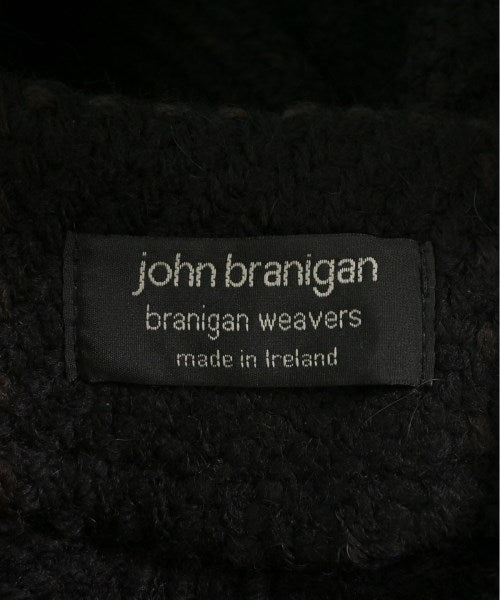 john branigan
branigan weavers
made in Ireland